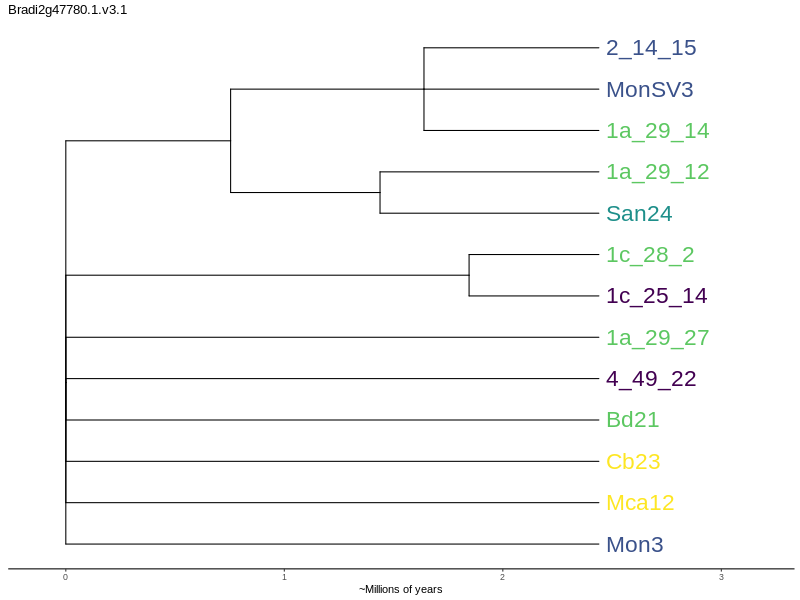 Bradi2g47780.1.v3.1
2_14_15
MonSV3
1a_29_14
1a_29_12
San24
1c_28_2
1c_25_14
1a_29_27
4_49_22
Bd21
Cb23
Mca12
Mon3
0 1 2 3
~Millions of years